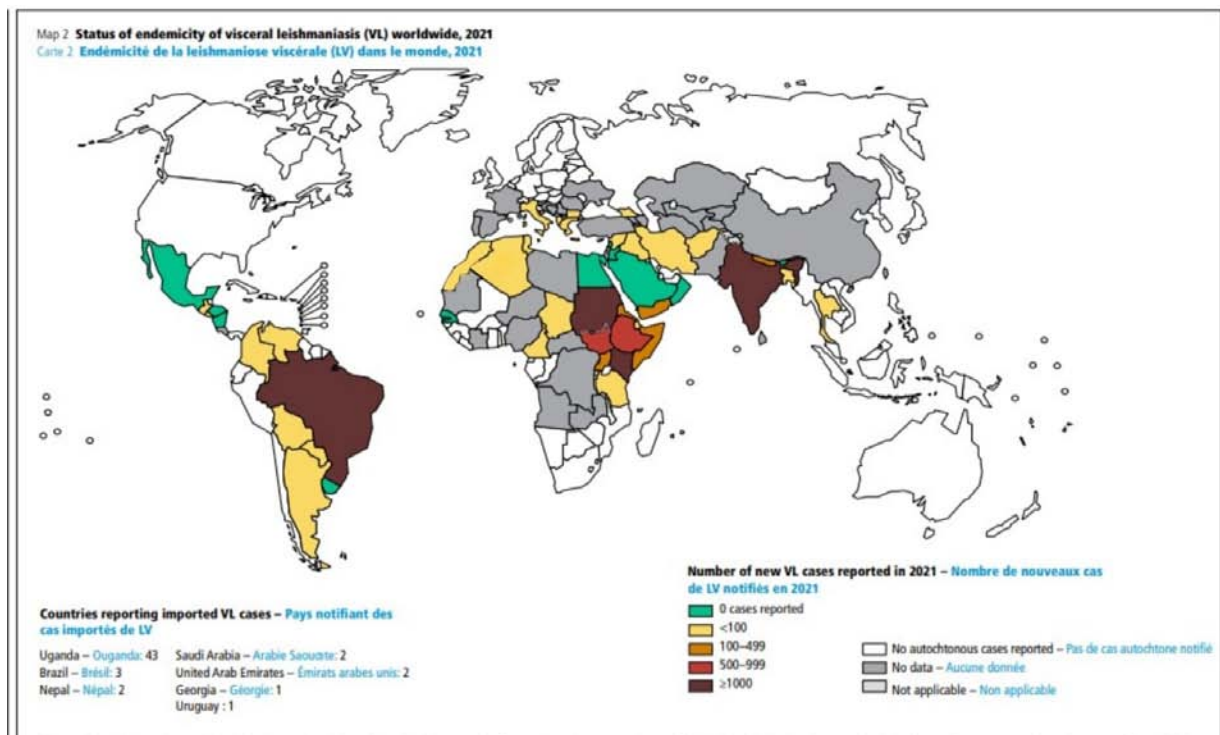 Map 2 Status of endemicity of visceral leishmaniasis (VL) worldwide, 2021
Carte 2 Endémicité de la leishmaniose viscérale (LV) dans le monde, 2021
Countries reporting imported VL cases – Pays notifiant des
cas importés de LV
Uganda – Ouganda: 43
Brazil – Brésil: 3
Nepal – Népal: 2
Saudi Arabia – Arabie Saoudite: 2
United Arab Emirates – Émirats arabes unis: 2
Georgia – Géorgie: 1
Uruguay : 1
Number of new VL cases reported in 2021 – Nombre de nouveaux cas
de LV notifiés en 2021
0 cases reported
<100
100–499
500–999
≥1000
No autochtonous cases reported – Pas de cas autochtone notifié
No data – Aucune donnée
Not applicable – Non applicable